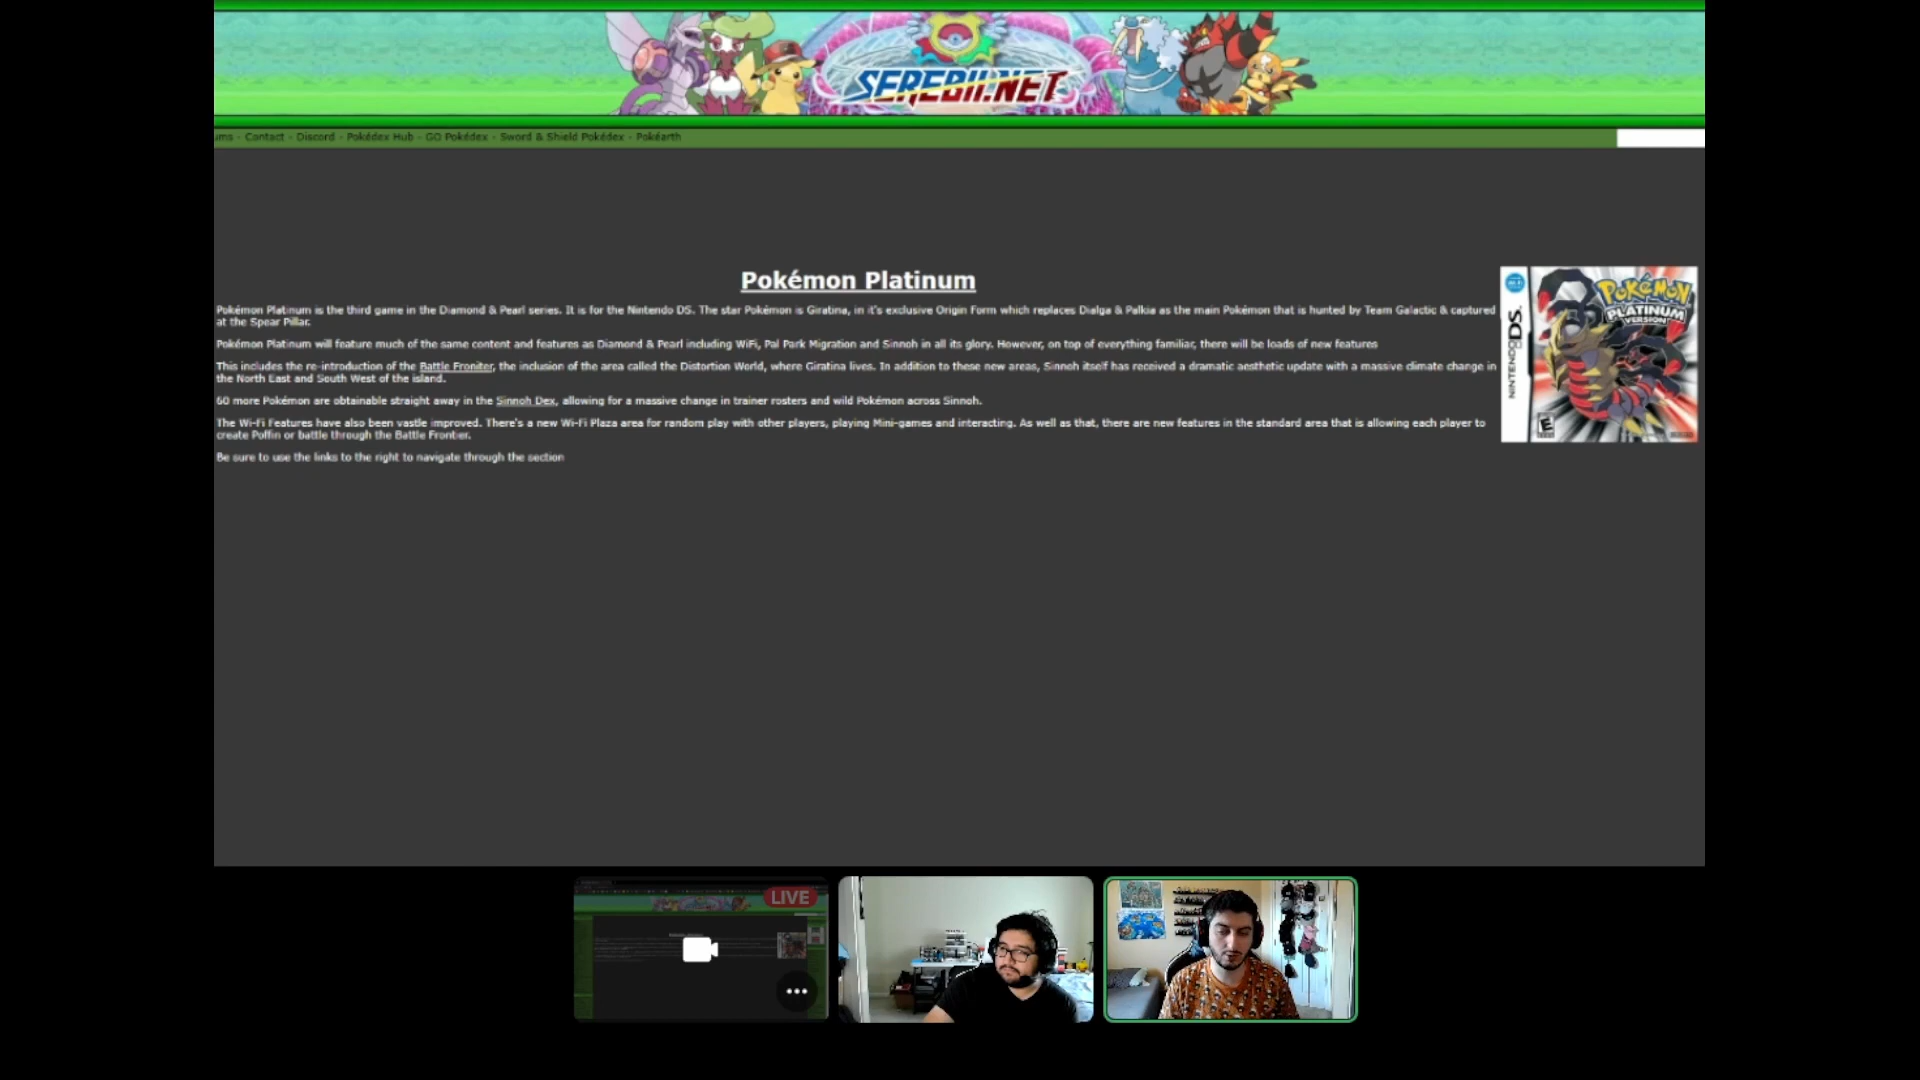 SEREBII.NET
ums - Contact - Discord - Pokédex Hub - GO Pokédex - Sword & Shield Pokédex - Pokéarth
Pokémon Platinum
Pokémon Platinum is the third game in the Diamond & Pearl series. It is for the Nintendo DS. The star Pokémon is Giratina, in it's exclusive Origin Form which replaces Dialga & Palkia as the main Pokémon that is hunted by Team Galactic & captured
at the Spear Pillar.
Pokémon Platinum will feature much of the same content and features as Diamond & Pearl including WiFi, Pal Park Migration and Sinnoh in all its glory. However, on top of everything familiar, there will be loads of new features
This includes the re-introduction of the Battle Froniter, the inclusion of the area called the Distortion World, where Giratina lives. In addition to these new areas, Sinnoh itself has received a dramatic aesthetic update with a massive climate change in
the North East and South West of the island.
60 more Pokémon are obtainable straight away in the Sinnoh Dex, allowing for a massive change in trainer rosters and wild Pokémon across Sinnoh.
The Wi-Fi Features have also been vastle improved. There's a new Wi-Fi Plaza area for random play with other players, playing Mini-games and interacting. As well as that, there are new features in the standard area that is allowing each player to
create Poffin or battle through the Battle Frontier.
Be sure to use the links to the right to navigate through the section
NINTENDO DS.
POKéMON
PLATINUM
VERSION
E
LIVE